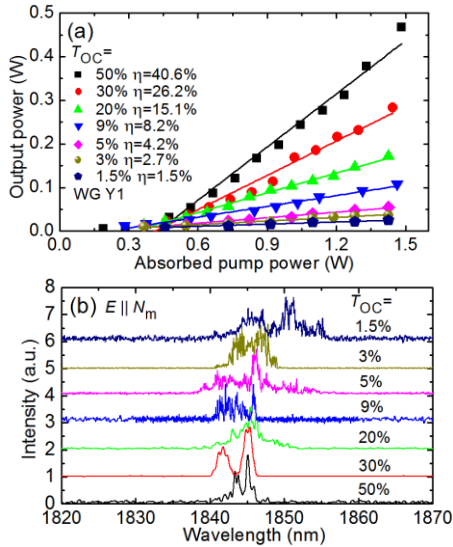 (a)
T_OC=
50% η=40.6%
30% η=26.2%
20% η=15.1%
9% η=8.2%
5% η=4.2%
3% η=2.7%
1.5% η=1.5%
WG Y1
Output power (W)
0.5
0.4
0.3
0.2
0.1
0.0
0.0 0.3 0.6 0.9 1.2 1.5
Absorbed pump power (W)
(b) E || N_m
T_OC=
1.5%
3%
5%
9%
20%
30%
50%
Intensity (a.u.)
8
7
6
5
4
3
2
1
0
1820 1830 1840 1850 1860 1870
Wavelength (nm)